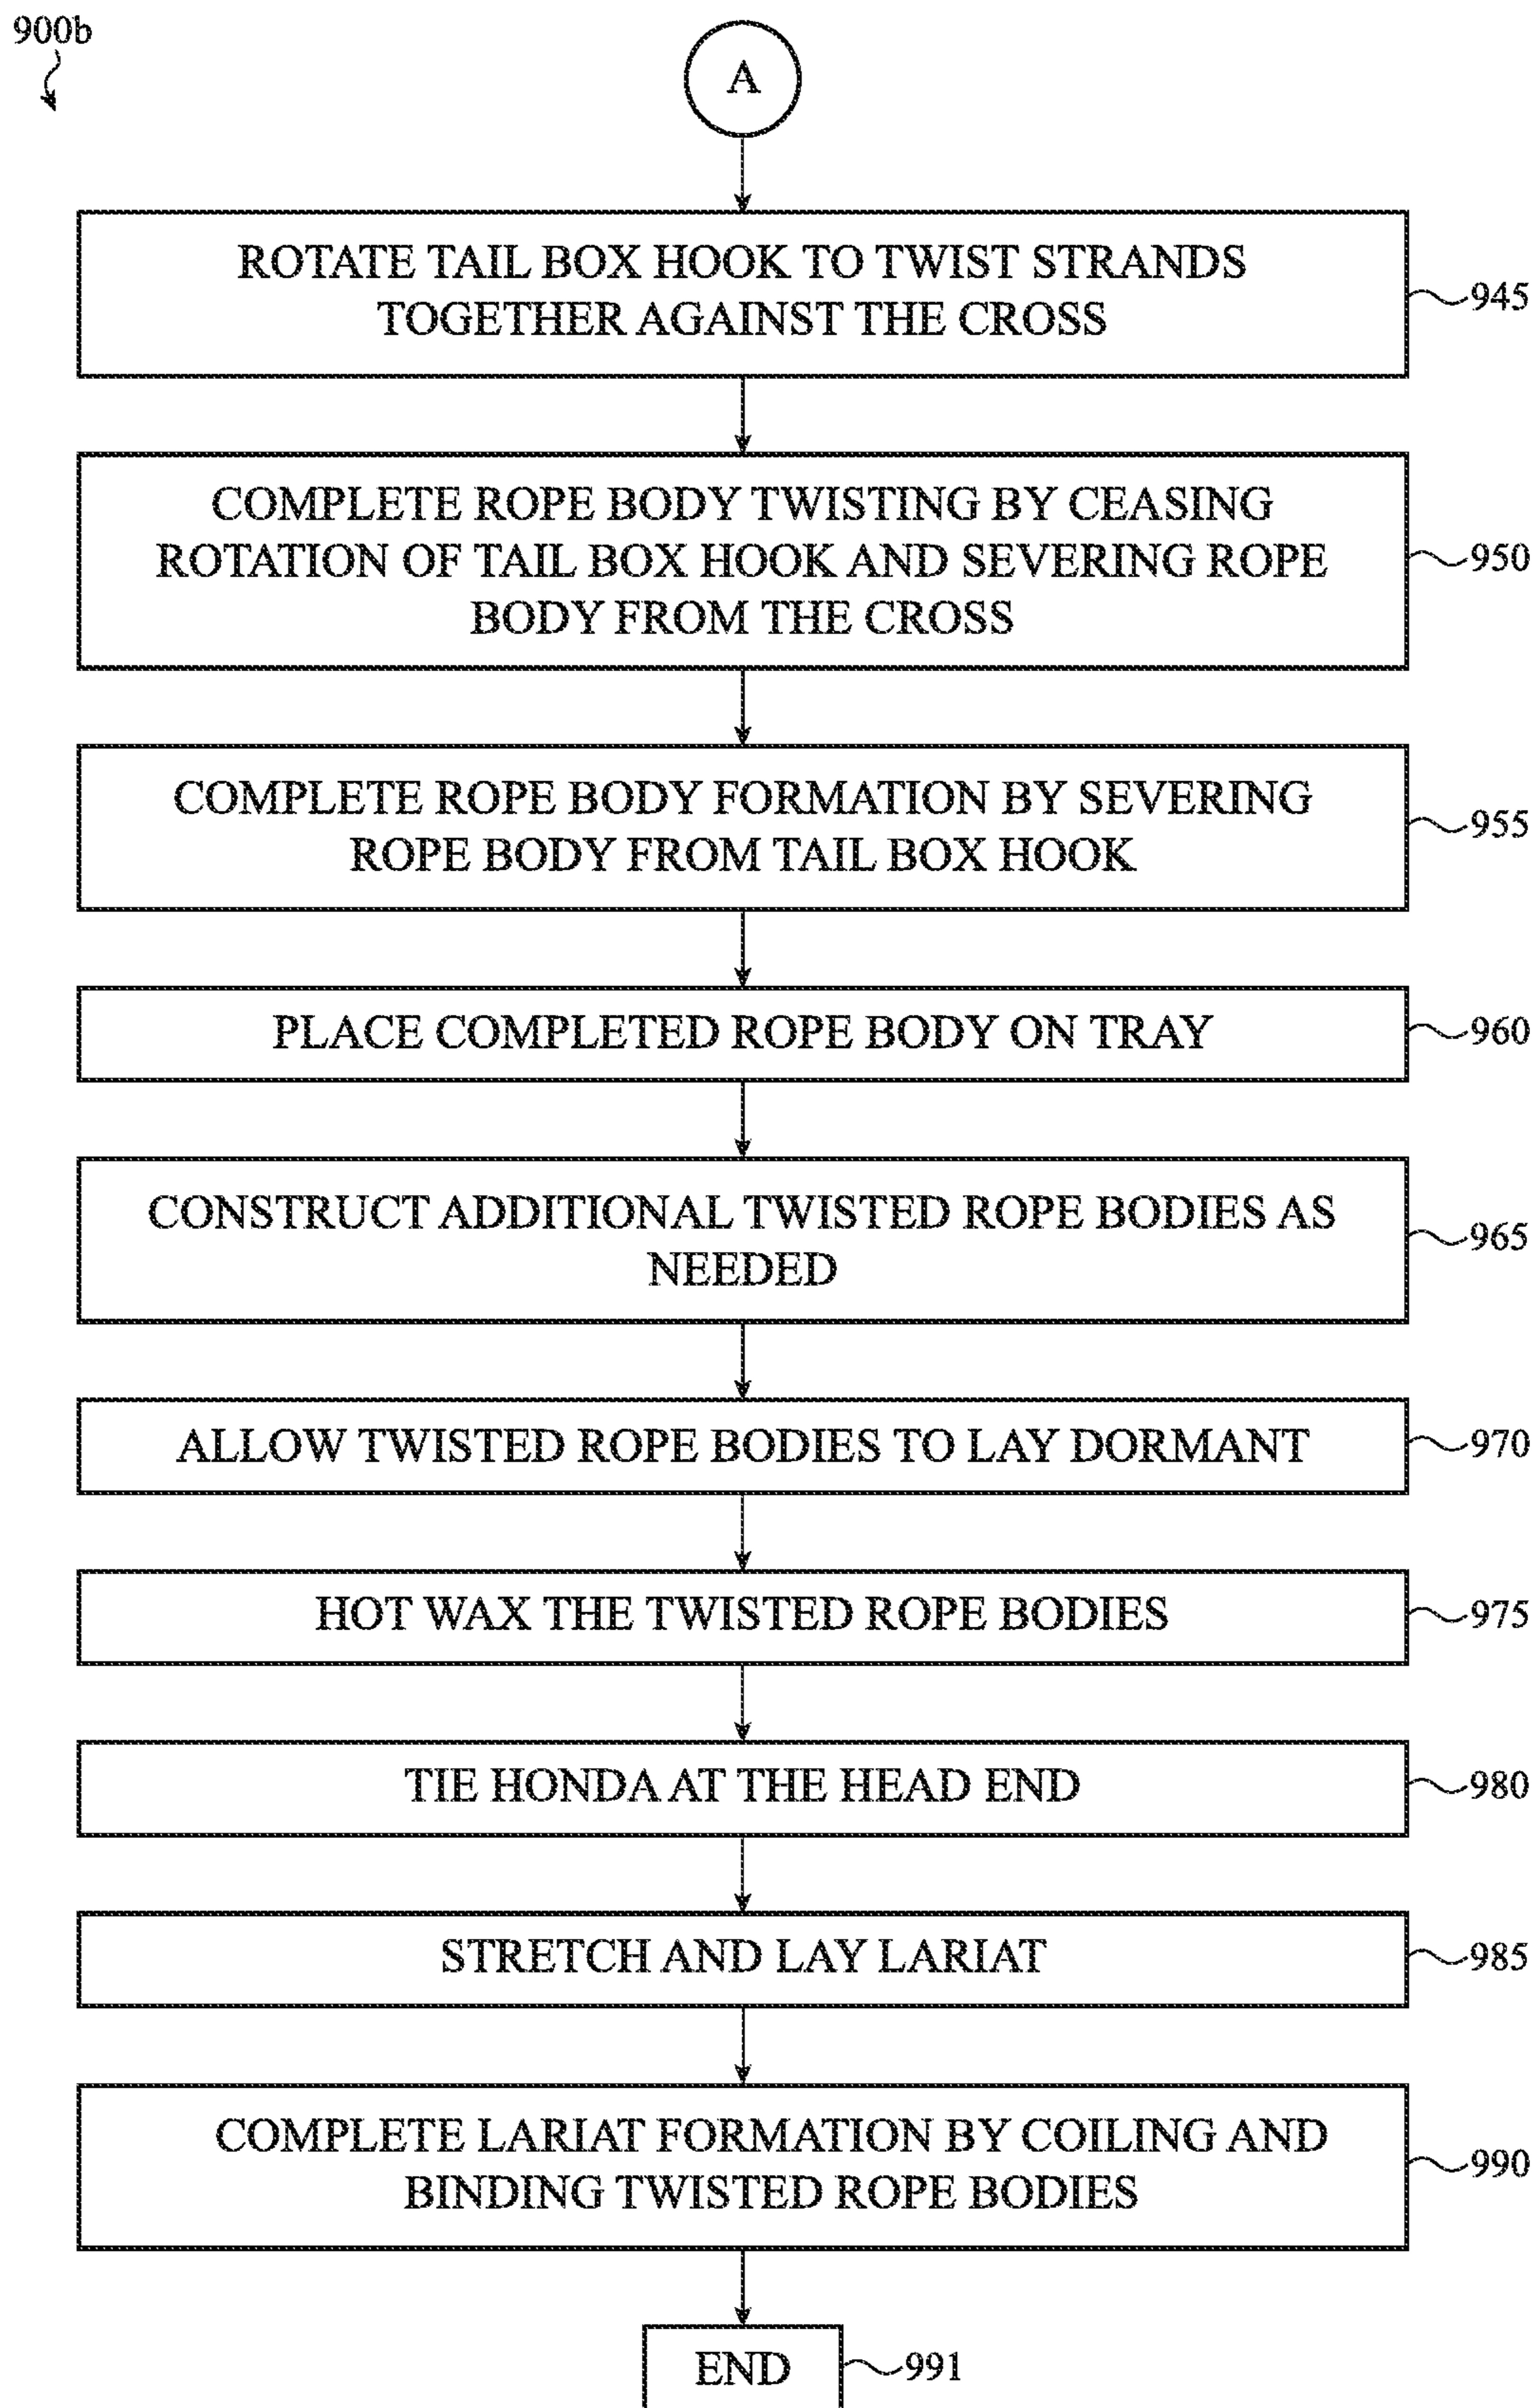 900b
A
ROTATE TAIL BOX HOOK TO TWIST STRANDS
TOGETHER AGAINST THE CROSS
945
COMPLETE ROPE BODY TWISTING BY CEASING
ROTATION OF TAIL BOX HOOK AND SEVERING ROPE
BODY FROM THE CROSS
950
COMPLETE ROPE BODY FORMATION BY SEVERING
ROPE BODY FROM TAIL BOX HOOK
955
PLACE COMPLETED ROPE BODY ON TRAY
960
CONSTRUCT ADDITIONAL TWISTED ROPE BODIES AS
NEEDED
965
ALLOW TWISTED ROPE BODIES TO LAY DORMANT
970
HOT WAX THE TWISTED ROPE BODIES
975
TIE HONDA AT THE HEAD END
980
STRETCH AND LAY LARIAT
985
COMPLETE LARIAT FORMATION BY COILING AND
BINDING TWISTED ROPE BODIES
990
END
991